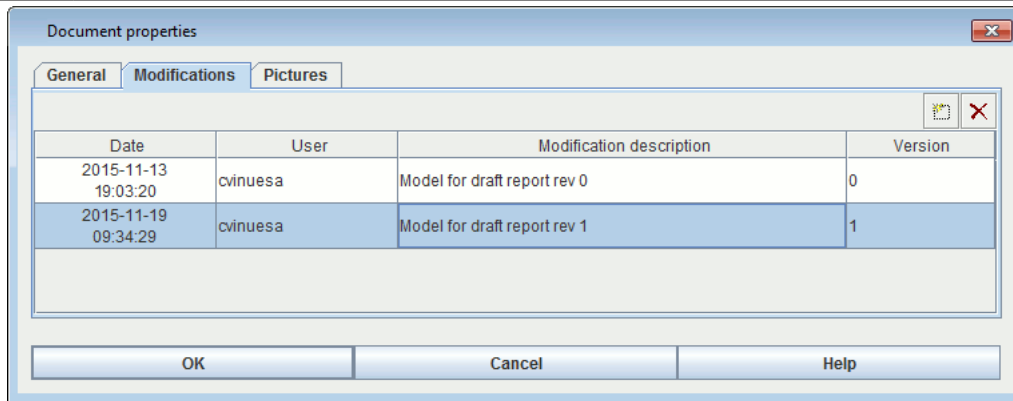 Document properties
General Modifications Pictures
Date User Modification description Version
2015-11-13
19:03:20
cvinuesa Model for draft report rev 0 0
2015-11-19
09:34:29
cvinuesa Model for draft report rev 1 1
OK Cancel Help